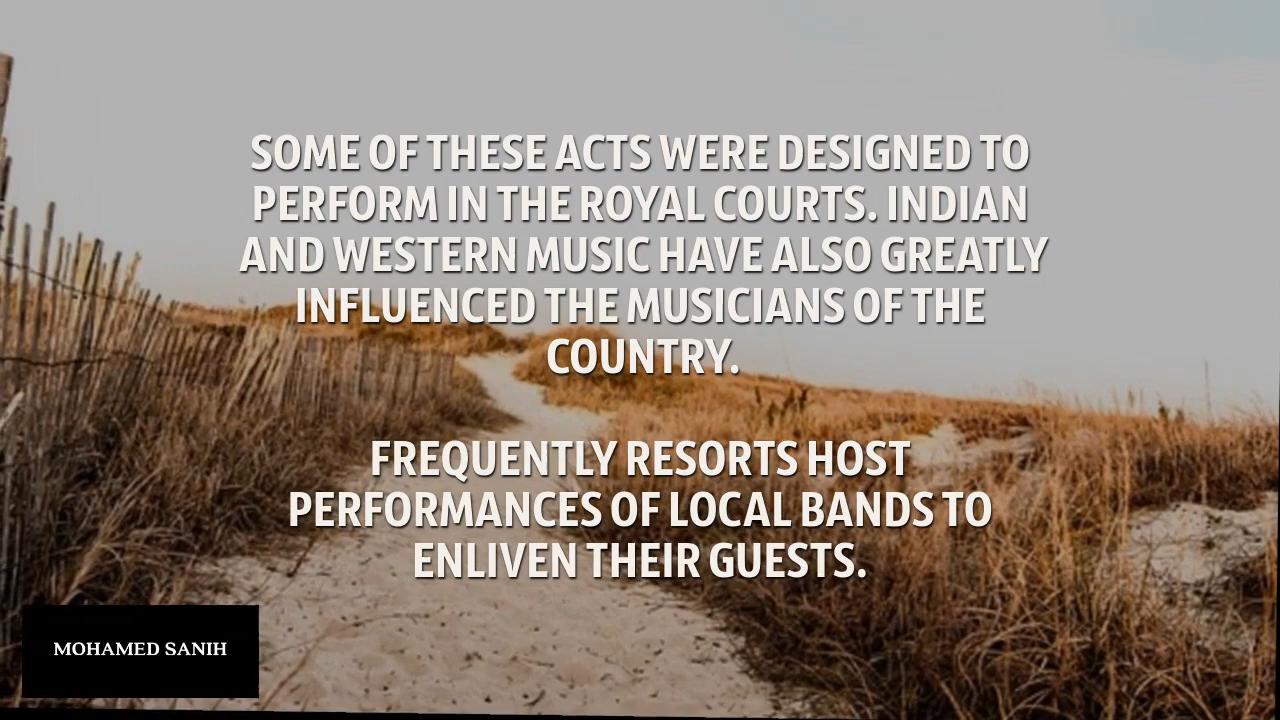 SOME OF THESE ACTS WERE DESIGNED TO
PERFORM IN THE ROYAL COURTS. INDIAN
AND WESTERN MUSIC HAVE ALSO GREATLY
INFLUENCED THE MUSICIANS OF THE
COUNTRY.
FREQUENTLY RESORTS HOST
PERFORMANCES OF LOCAL BANDS TO
ENLIVEN THEIR GUESTS.
MOHAMED SANIH